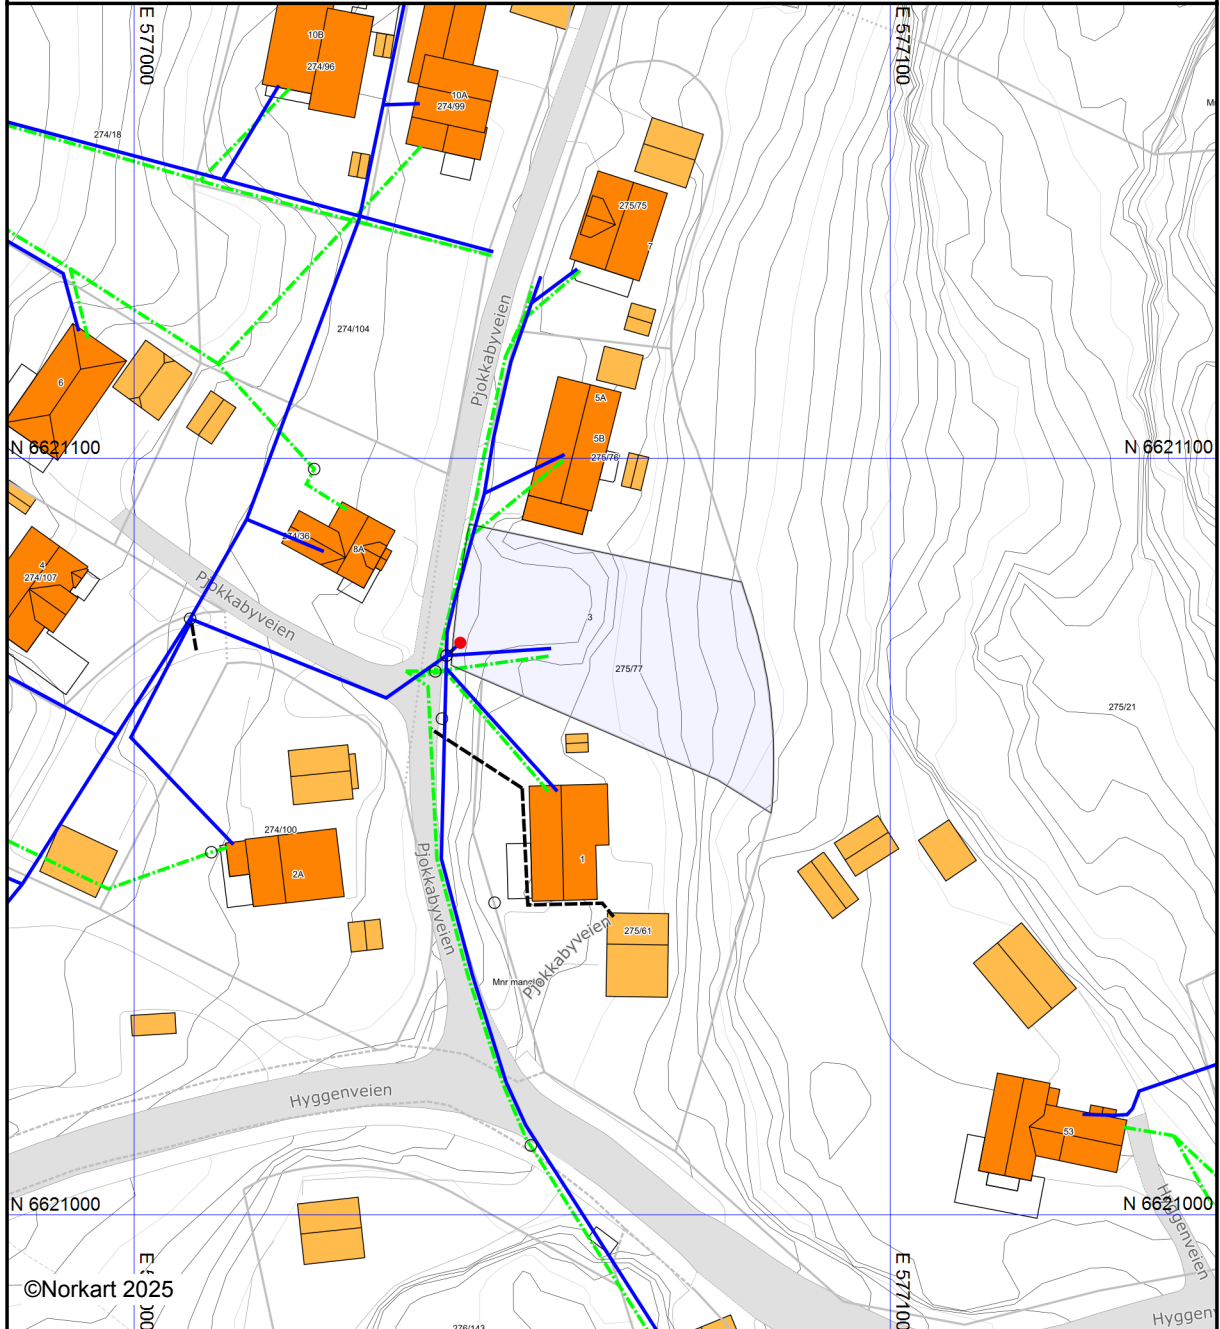 E 577000
E 577100
10B
274/96
10A
274/99
274/18
275/75
7
274/104
Pjokkabyveien
6
5A
5B
N 6621100
N 6621100
275/76
274/36
8A
4
274/107
Pjokkabyveien
3
275/77
275/21
274/100
2A
1
Pjokkabyveien
275/61
Pjokkabyveien
Hyggenveien
53
N 6621000
N 6621000
Hyggenveien
E 577100
©Norkart 2025
276/143